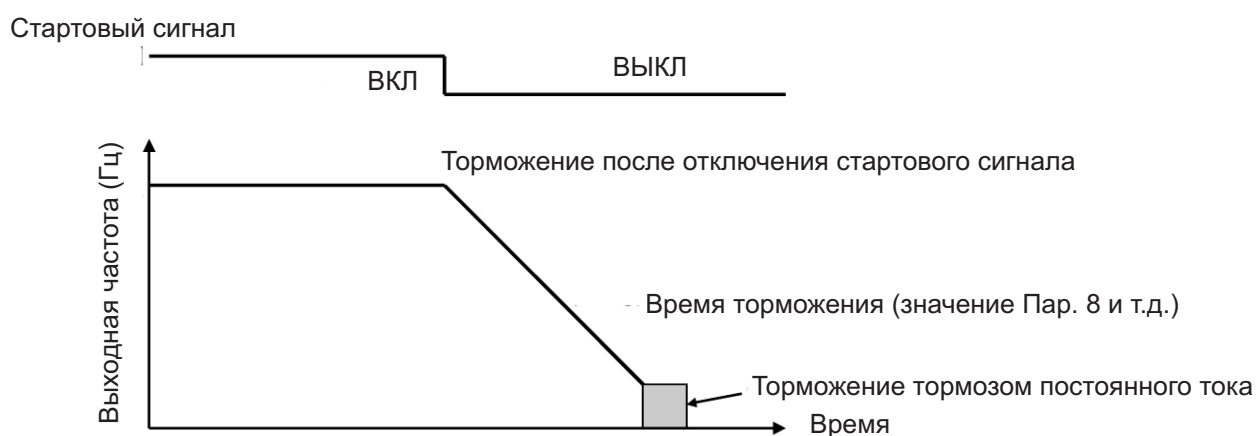 Стартовый сигнал
ВКЛ
ВЫКЛ
Выходная частота (Гц)
Торможение после отключения стартового сигнала
Время торможения (значение Пар. 8 и т.д.)
Торможение тормозом постоянного тока
Время